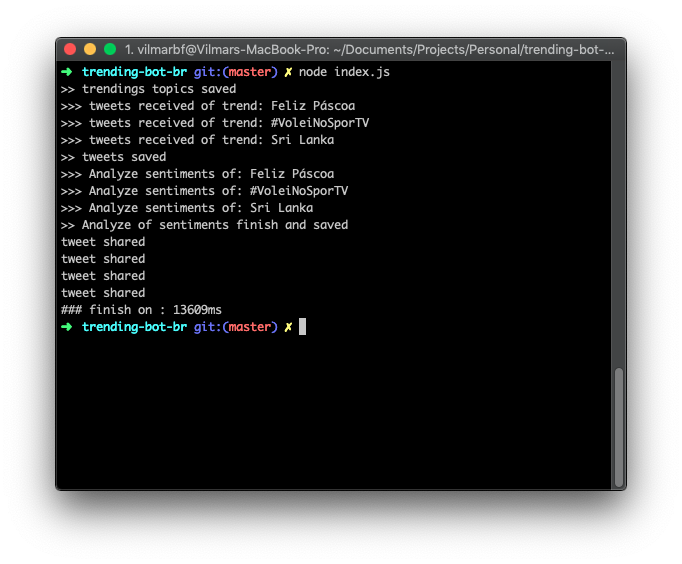 1. vilmarbf@Vilmars-MacBook-Pro: ~/Documents/Projects/Personal/trending-bot-...
➜ trending-bot-br git:(master) ✗ node index.js
>> trendings topics saved
>>> tweets received of trend: Feliz Páscoa
>>> tweets received of trend: #VoleiNoSporTV
>>> tweets received of trend: Sri Lanka
>> tweets saved
>>> Analyze sentiments of: Feliz Páscoa
>>> Analyze sentiments of: #VoleiNoSporTV
>>> Analyze sentiments of: Sri Lanka
>> Analyze of sentiments finish and saved
tweet shared
tweet shared
tweet shared
tweet shared
### finish on : 13609ms
➜ trending-bot-br git:(master) ✗